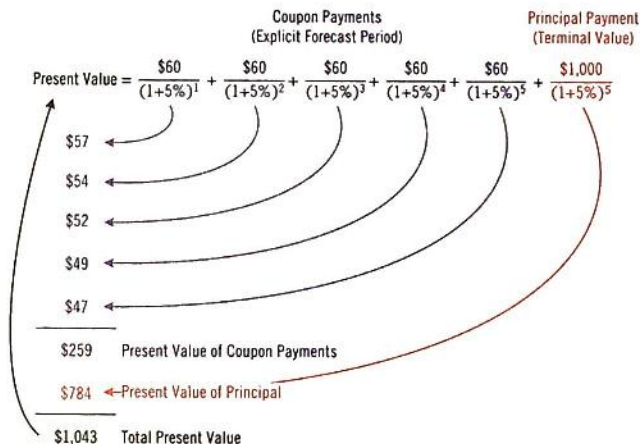 Coupon Payments
(Explicit Forecast Period)
Principal Payment
(Terminal Value)
Present Value = $60/(1+5%)¹ + $60/(1+5%)² + $60/(1+5%)³ + $60/(1+5%)⁴ + $60/(1+5%)⁵ + $1,000/(1+5%)⁵
$57
$54
$52
$49
$47
$259 Present Value of Coupon Payments
$784 Present Value of Principal
$1,043 Total Present Value